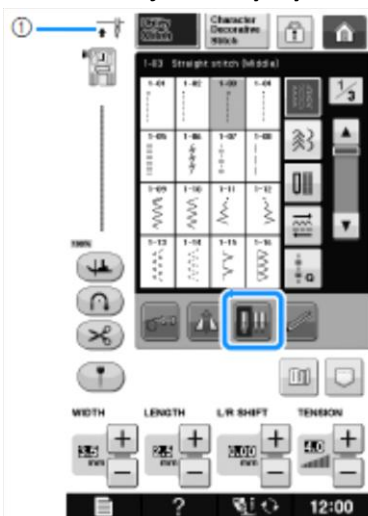 ①
Utility
Stitch
Character
Decorative
Stitch
1-03 Straight stitch (Middle)
1-01 1-02 1-03 1-04
1/3
1-05 1-06 1-07 1-08
1-09 1-10 1-11 1-12
100%
1-13 1-14 1-15 1-16
Q
WIDTH LENGTH L/R SHIFT TENSION
3.5 mm + − 2.5 mm + − 0.00 mm + − 4.0 + −
? 12:00